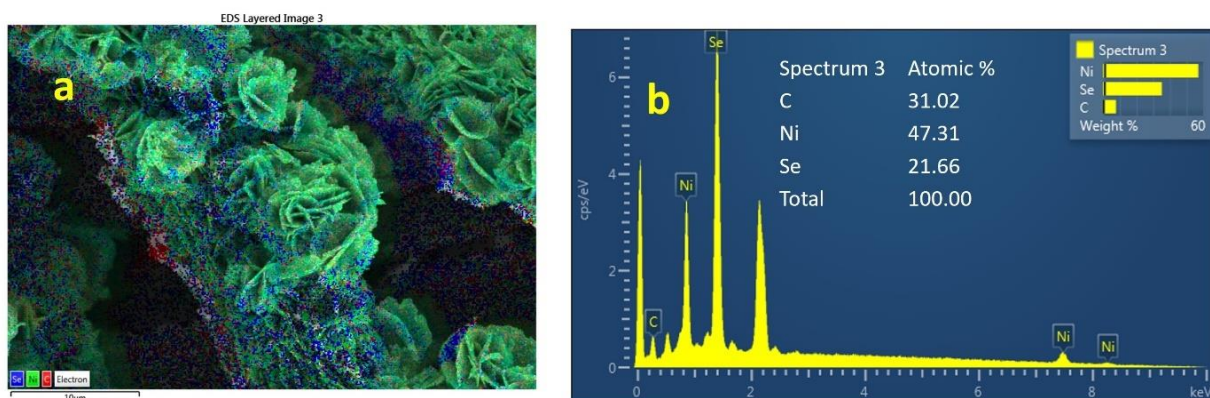 EDS Layered Image 3
a
Se Ni C Electron
10µm
b
cps/eV
6
4
2
0
0 2 4 6 8 keV
C
Ni
Se
Ni
Ni
Spectrum 3 Atomic %
C 31.02
Ni 47.31
Se 21.66
Total 100.00
Spectrum 3
Ni
Se
C
Weight % 60